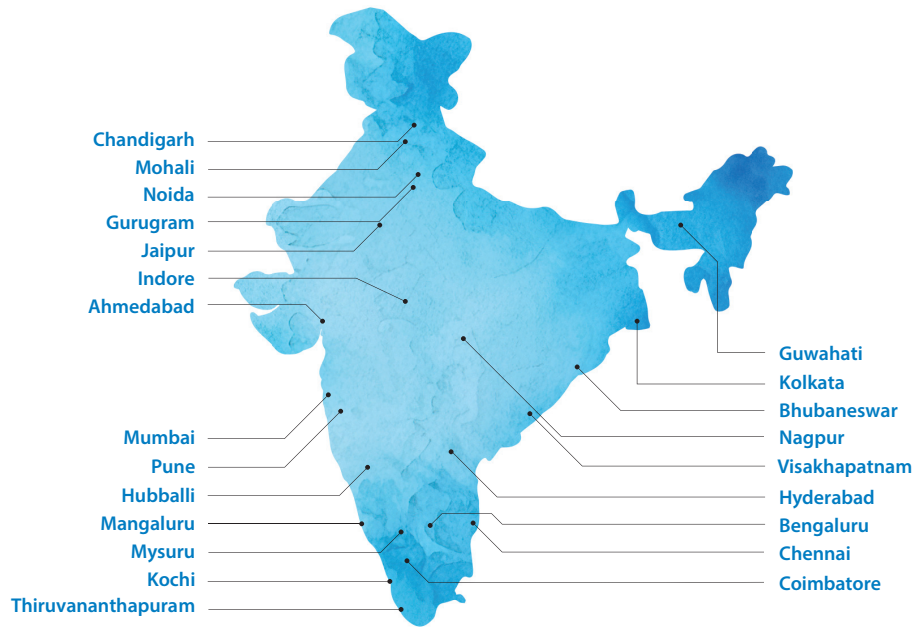 Chandigarh
Mohali
Noida
Gurugram
Jaipur
Indore
Ahmedabad
Mumbai
Pune
Hubballi
Mangaluru
Mysuru
Kochi
Thiruvananthapuram
Guwahati
Kolkata
Bhubaneswar
Nagpur
Visakhapatnam
Hyderabad
Bengaluru
Chennai
Coimbatore